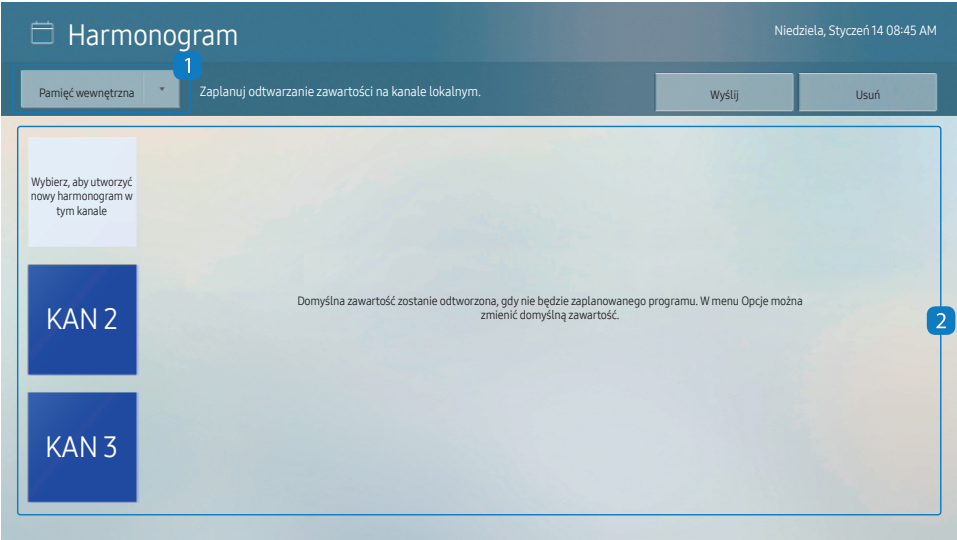 Harmonogram
Niedziela, Styczeń 14 08:45 AM
1
Pamięć wewnętrzna
Zaplanuj odtwarzanie zawartości na kanale lokalnym.
Wyślij
Usuń
Wybierz, aby utworzyć
nowy harmonogram w
tym kanale
KAN 2
Domyślna zawartość zostanie odtworzona, gdy nie będzie zaplanowanego programu. W menu Opcje można
zmienić domyślną zawartość.
2
KAN 3